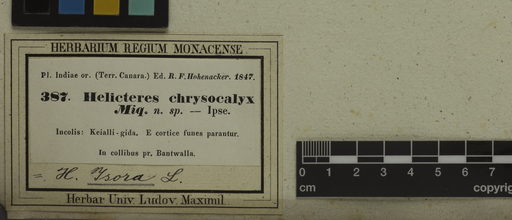 HERBARIUM REGIUM MONACENSE
Pl. Indiae or. (Terr. Canara.) Ed. R. F. Hohenacker. 1847.
387. Helicteres chrysocalyx
Miq. n. sp. — Ipse.
Incolis: Keialli-gida. E cortice funes parantur.
In collibus pr. Bantwalla.
= H. Isora L.
Herbar. Univ. Ludov. Maximil.
0 1 2 3 4 5 6 7
cm copyrig